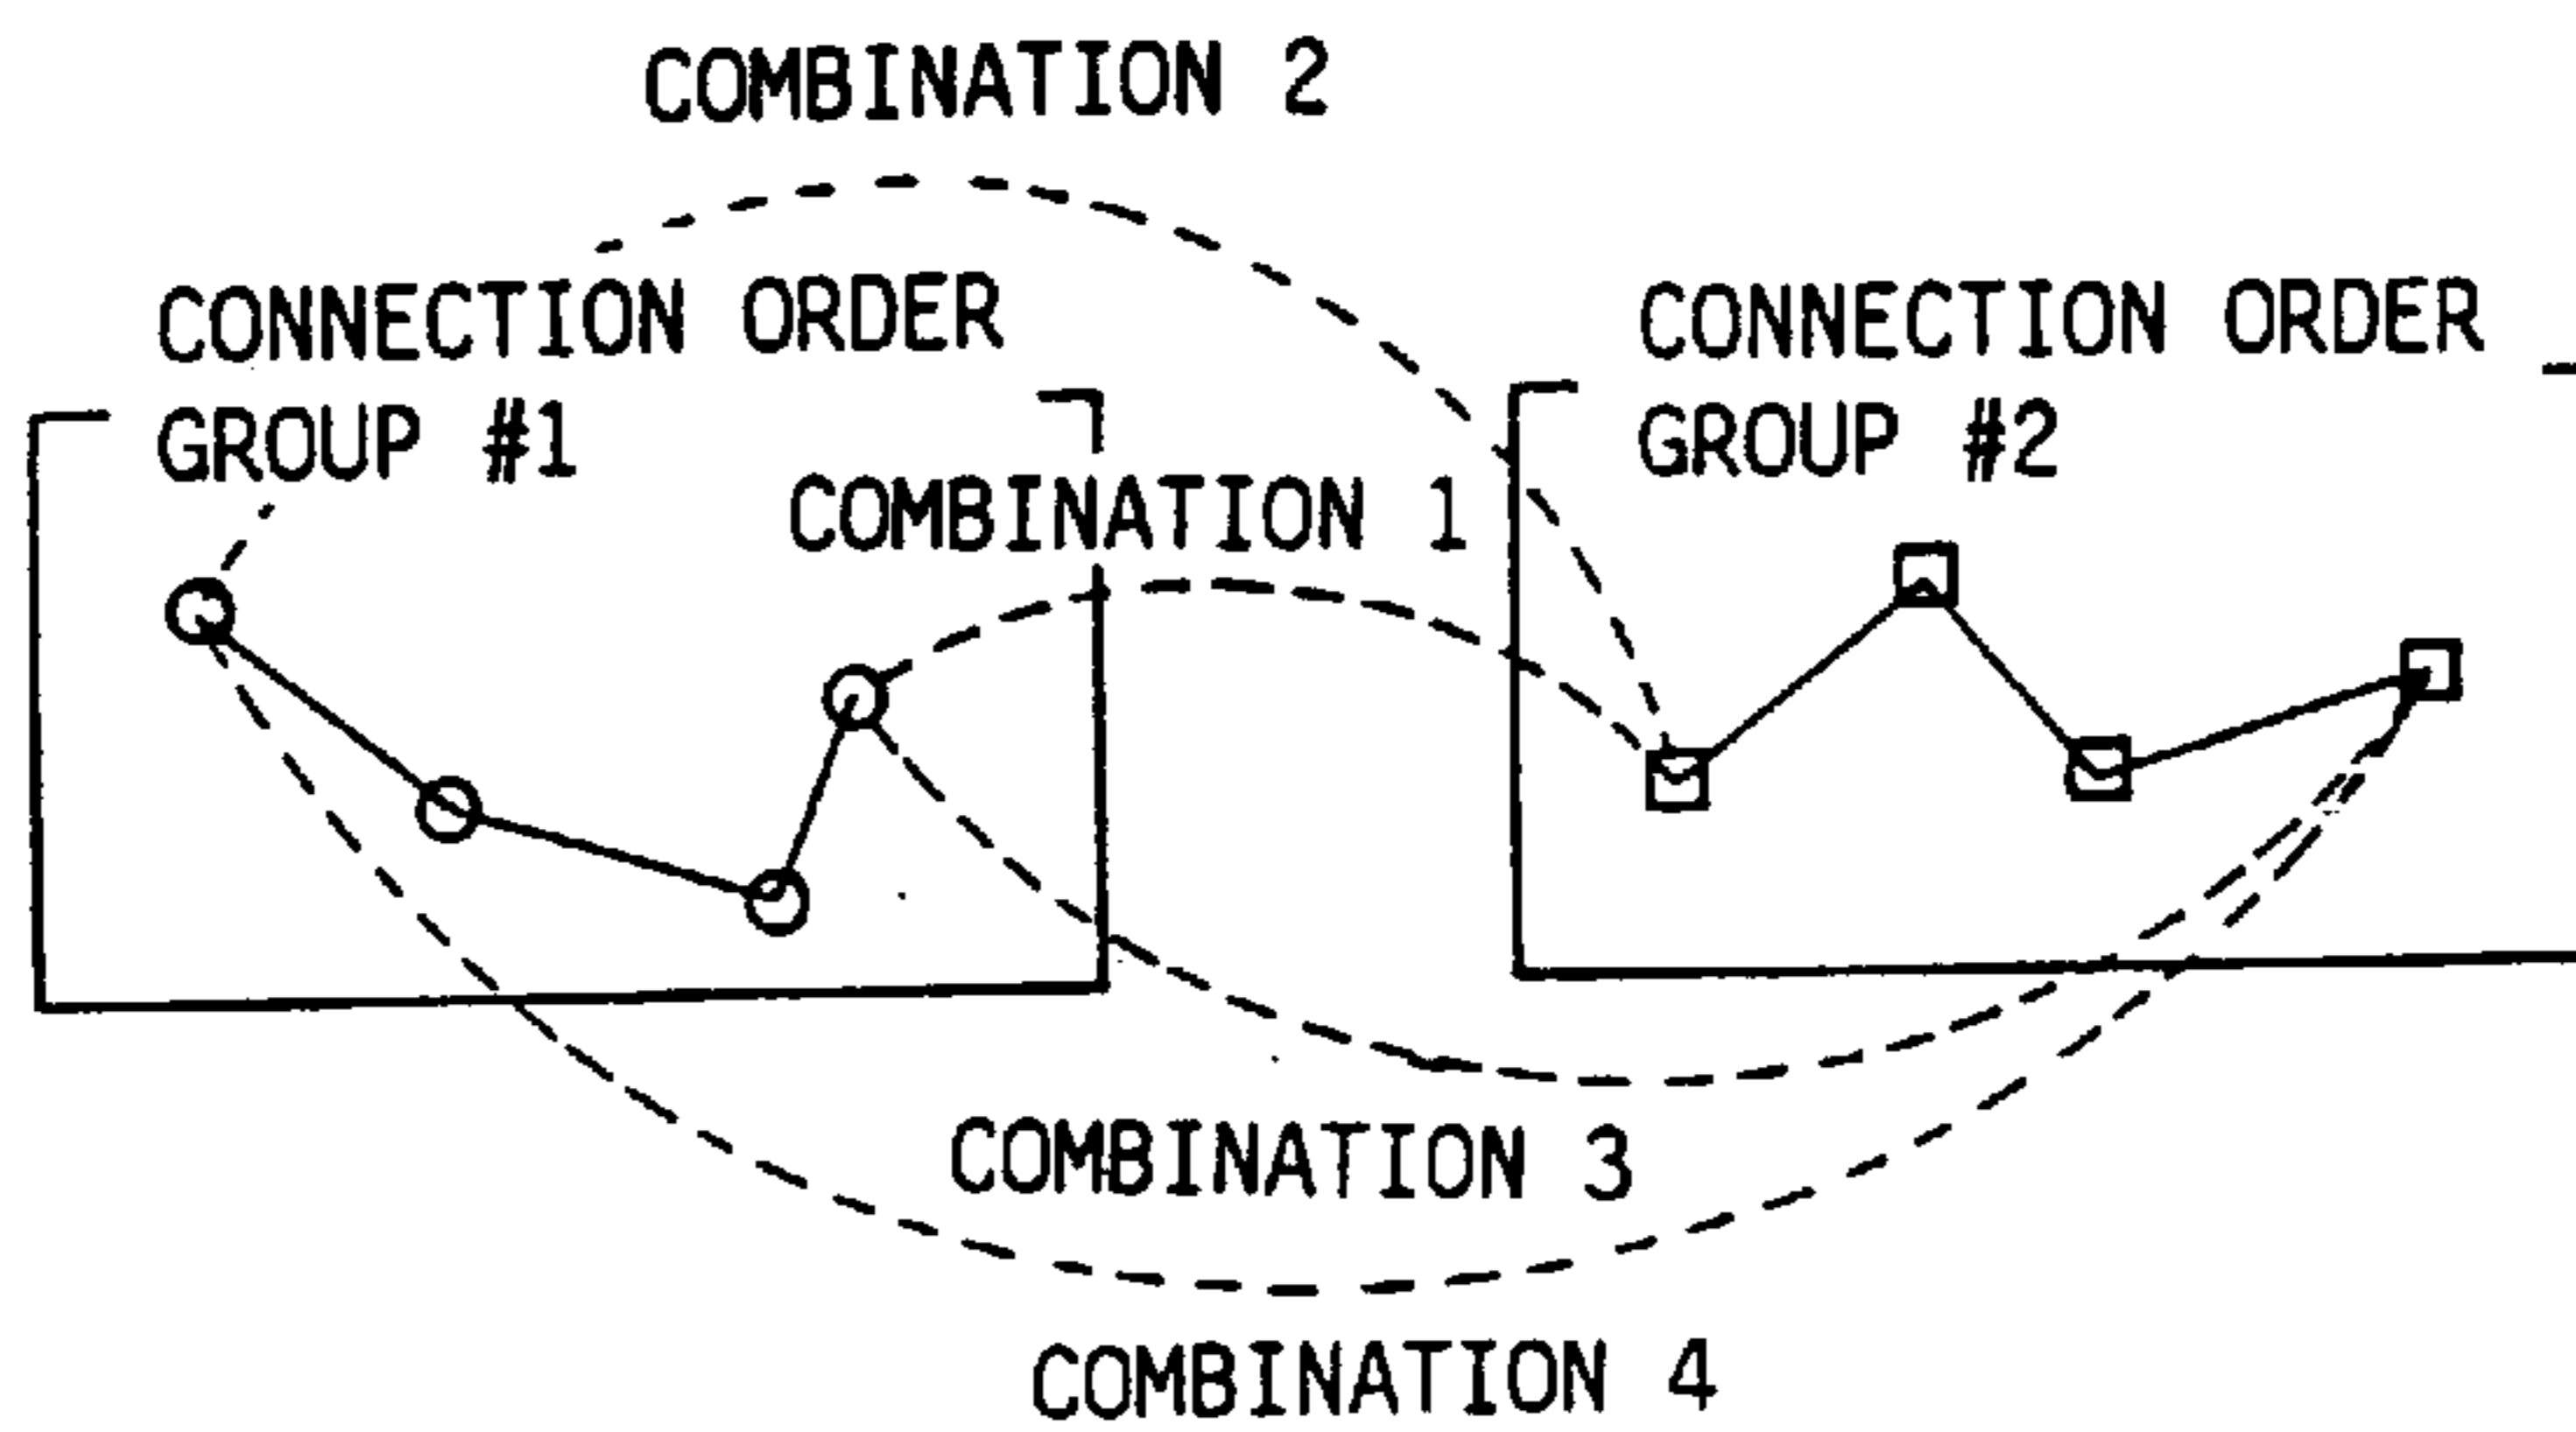 COMBINATION 2
CONNECTION ORDER
GROUP #1
CONNECTION ORDER
GROUP #2
COMBINATION 1
COMBINATION 3
COMBINATION 4